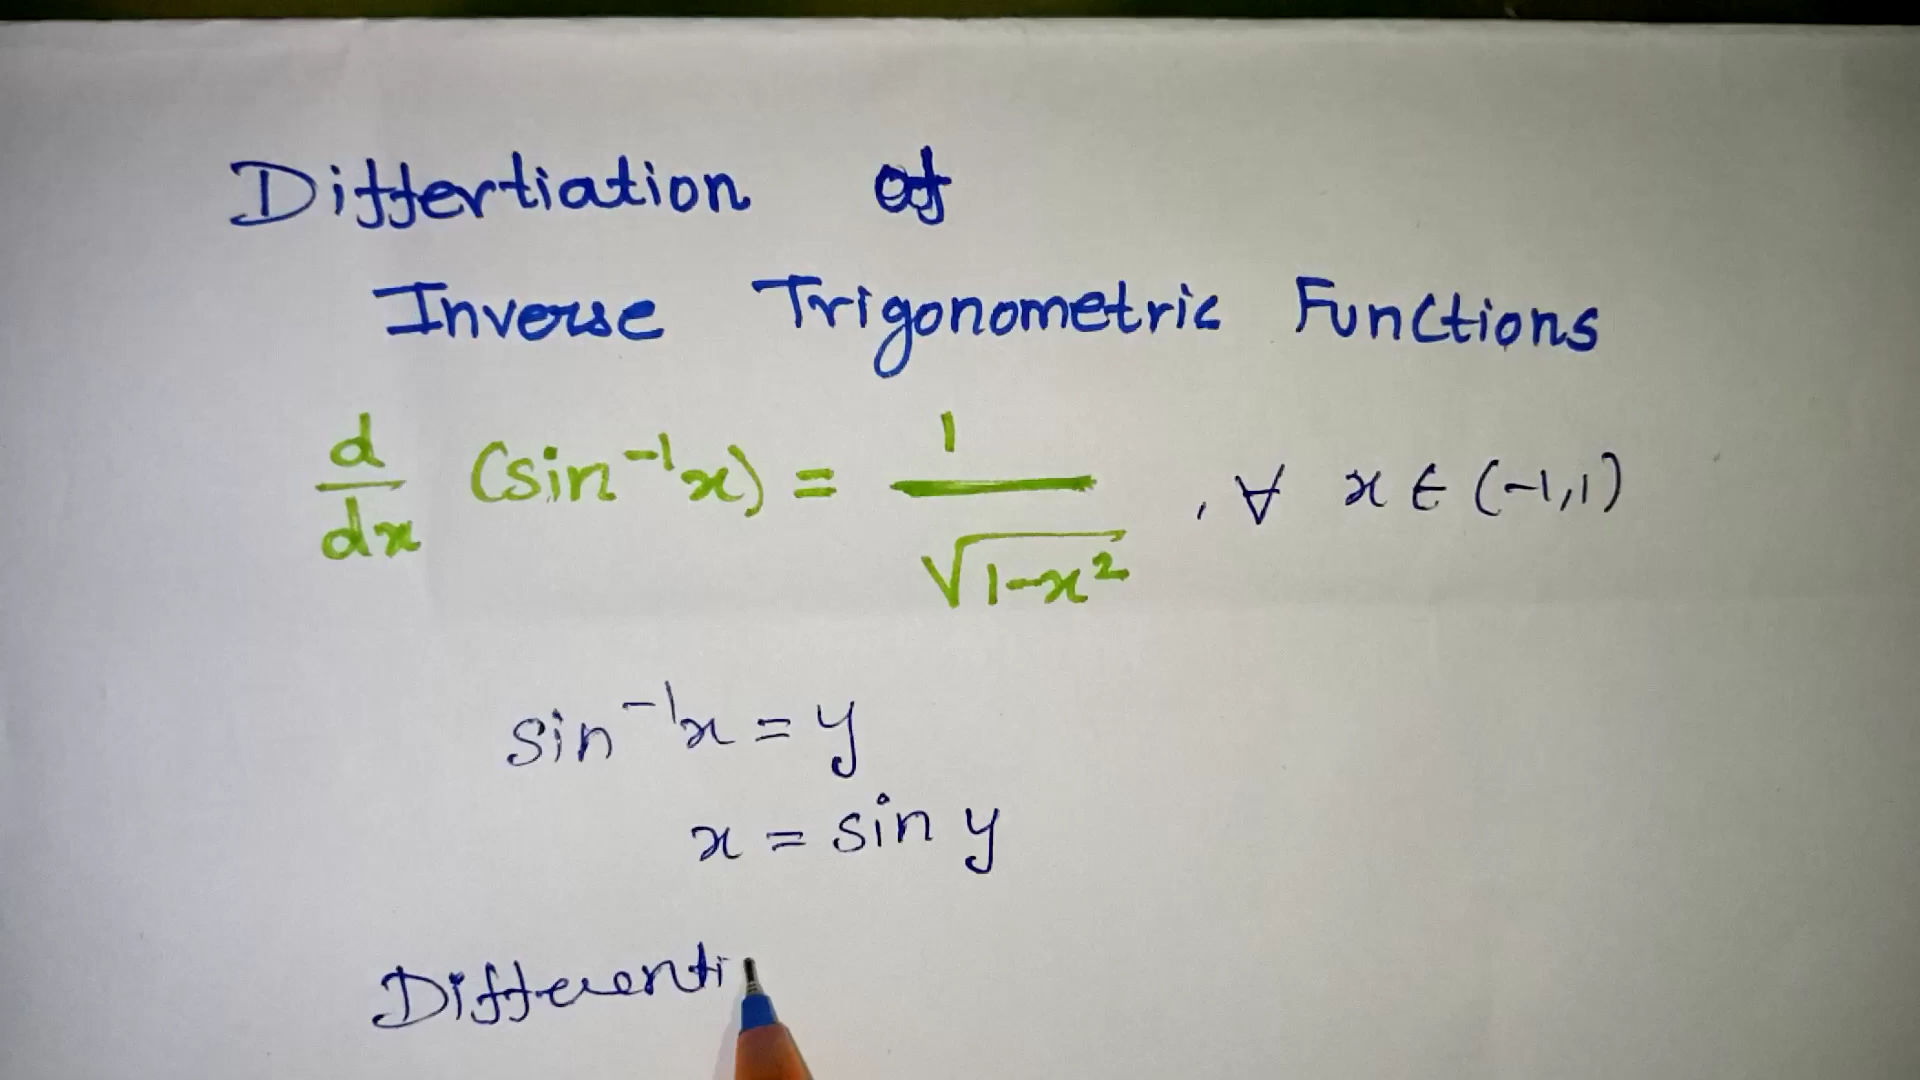 Differtiation of
Inverse Trigonometric Functions
d/dx (sin⁻¹x) = 1/√(1-x²) , ∀ x ∈ (-1,1)
sin⁻¹x = y
x = sin y
Differenti